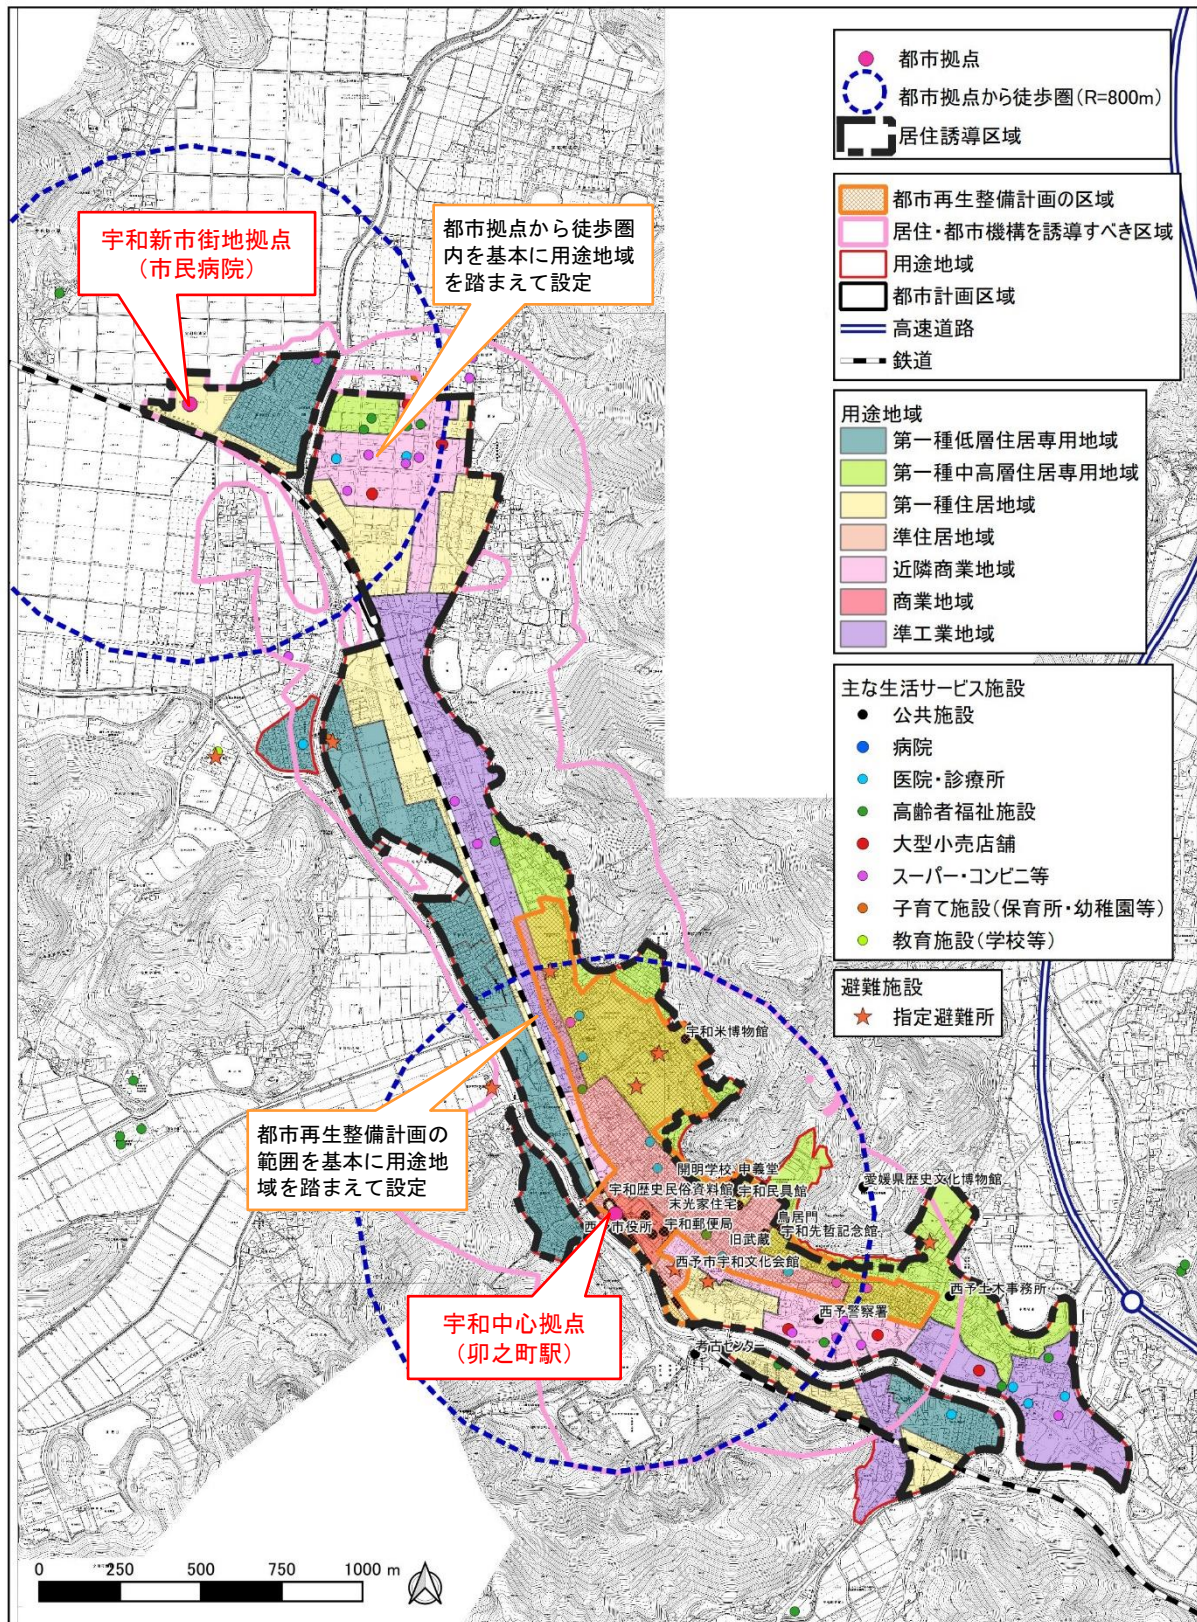 都市拠点
都市拠点から徒歩圏(R=800m)
居住誘導区域
都市再生整備計画の区域
居住・都市機構を誘導すべき区域
用途地域
都市計画区域
高速道路
鉄道
用途地域
第一種低層住居専用地域
第一種中高層住居専用地域
第一種住居地域
準住居地域
近隣商業地域
商業地域
準工業地域
主な生活サービス施設
公共施設
病院
医院・診療所
高齢者福祉施設
大型小売店舗
スーパー・コンビニ等
子育て施設(保育所・幼稚園等)
教育施設(学校等)
避難施設
指定避難所
宇和新市街地拠点
(市民病院)
都市拠点から徒歩圏
内を基本に用途地域
を踏まえて設定
都市再生整備計画の
範囲を基本に用途地
域を踏まえて設定
宇和中心拠点
(卯之町駅)
宇和米博物館
開明学校 申義堂
宇和歴史民俗資料館
宇和民具館
末光家住宅
愛媛県歴史文化博物館
鳥居門
宇和先哲記念館
西 市役所
宇和郵便局
旧武蔵
西予市宇和文化会館
西予土木事務所
西予警察署
考古センター
0 250 500 750 1000 m